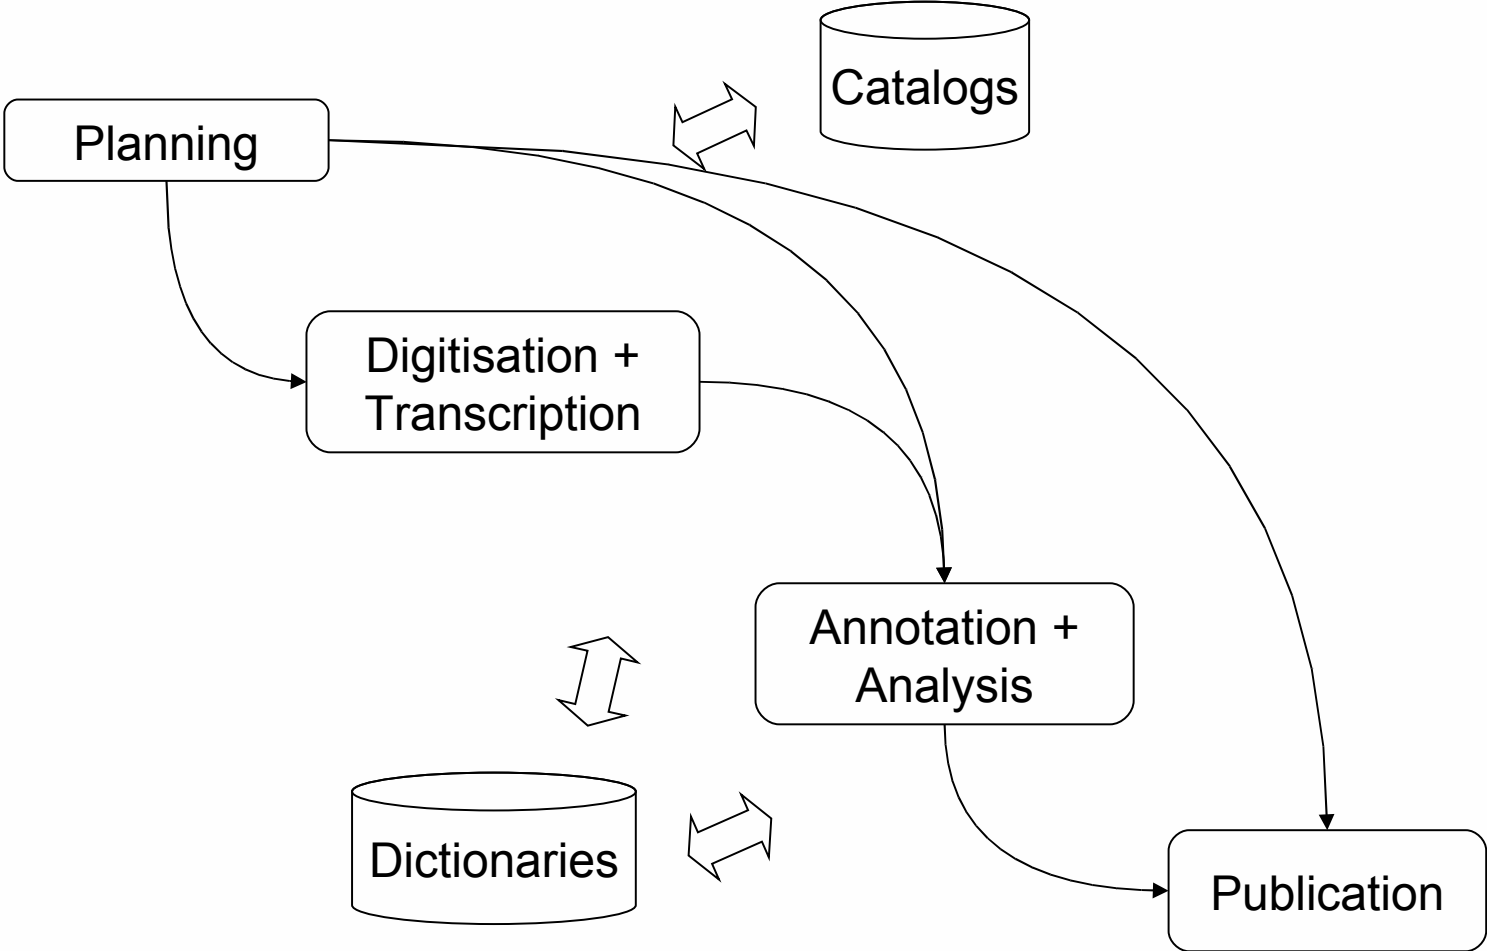 Catalogs
Planning
Digitisation +
Transcription
Annotation +
Analysis
Dictionaries
Publication